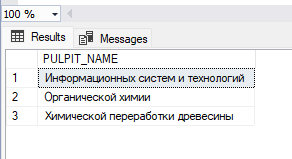 100 %
Results Messages
PULPIT_NAME
1 Информационных систем и технологий
2 Органической химии
3 Химической переработки древесины